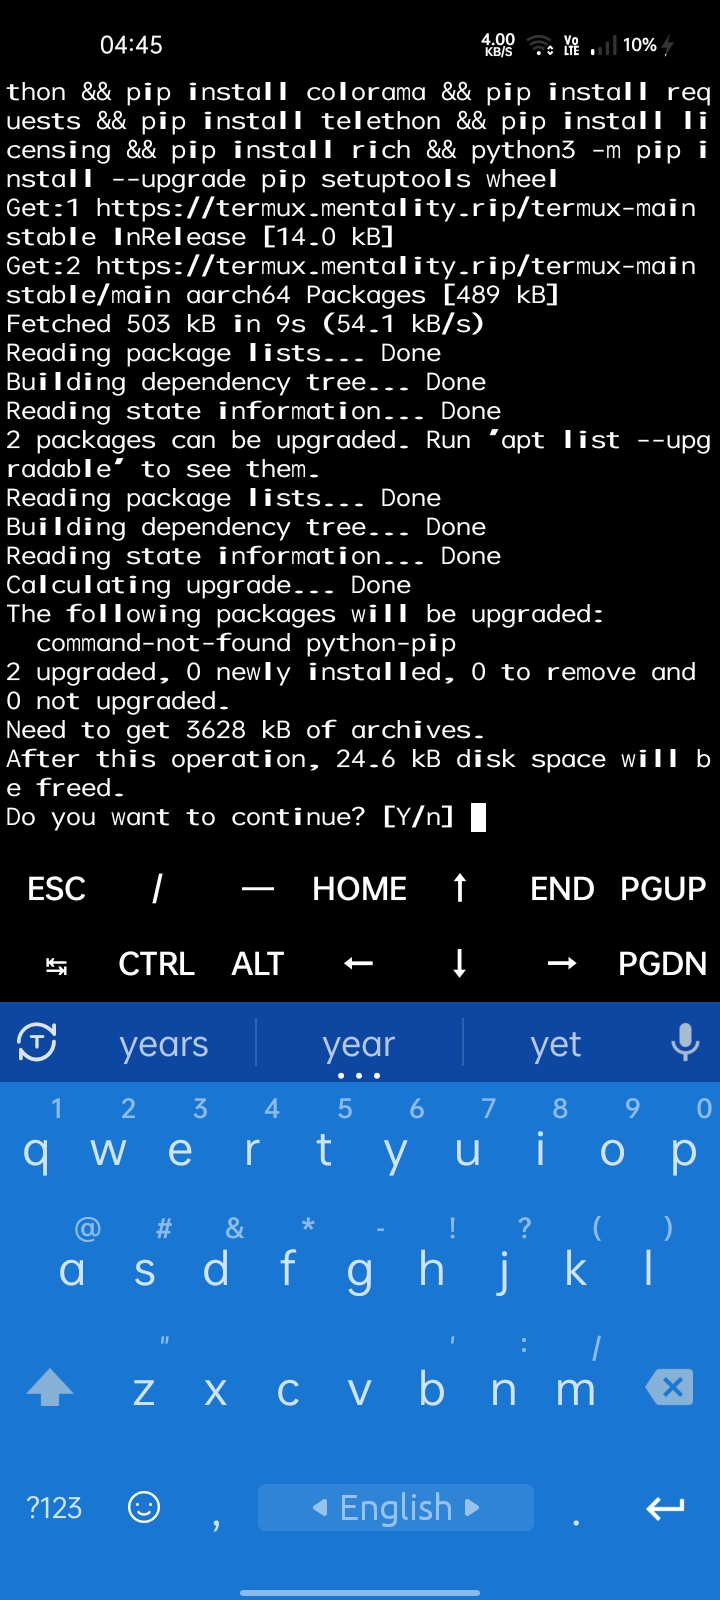 04:45 4.00 KB/S Vo LTE 10%
thon && pip install colorama && pip install req
uests && pip install telethon && pip install li
censing && pip install rich && python3 -m pip i
nstall --upgrade pip setuptools wheel
Get:1 https://termux.mentality.rip/termux-main
stable InRelease [14.0 kB]
Get:2 https://termux.mentality.rip/termux-main
stable/main aarch64 Packages [489 kB]
Fetched 503 kB in 9s (54.1 kB/s)
Reading package lists... Done
Building dependency tree... Done
Reading state information... Done
2 packages can be upgraded. Run 'apt list --upg
radable' to see them.
Reading package lists... Done
Building dependency tree... Done
Reading state information... Done
Calculating upgrade... Done
The following packages will be upgraded:
  command-not-found python-pip
2 upgraded, 0 newly installed, 0 to remove and
0 not upgraded.
Need to get 3628 kB of archives.
After this operation, 24.6 kB disk space will b
e freed.
Do you want to continue? [Y/n]
ESC / — HOME ↑ END PGUP
↹ CTRL ALT ← ↓ → PGDN
T years year yet
1 2 3 4 5 6 7 8 9 0
q w e r t y u i o p
@ # & * - ! ? ( )
a s d f g h j k l
" ' : /
z x c v b n m
?123 , English .